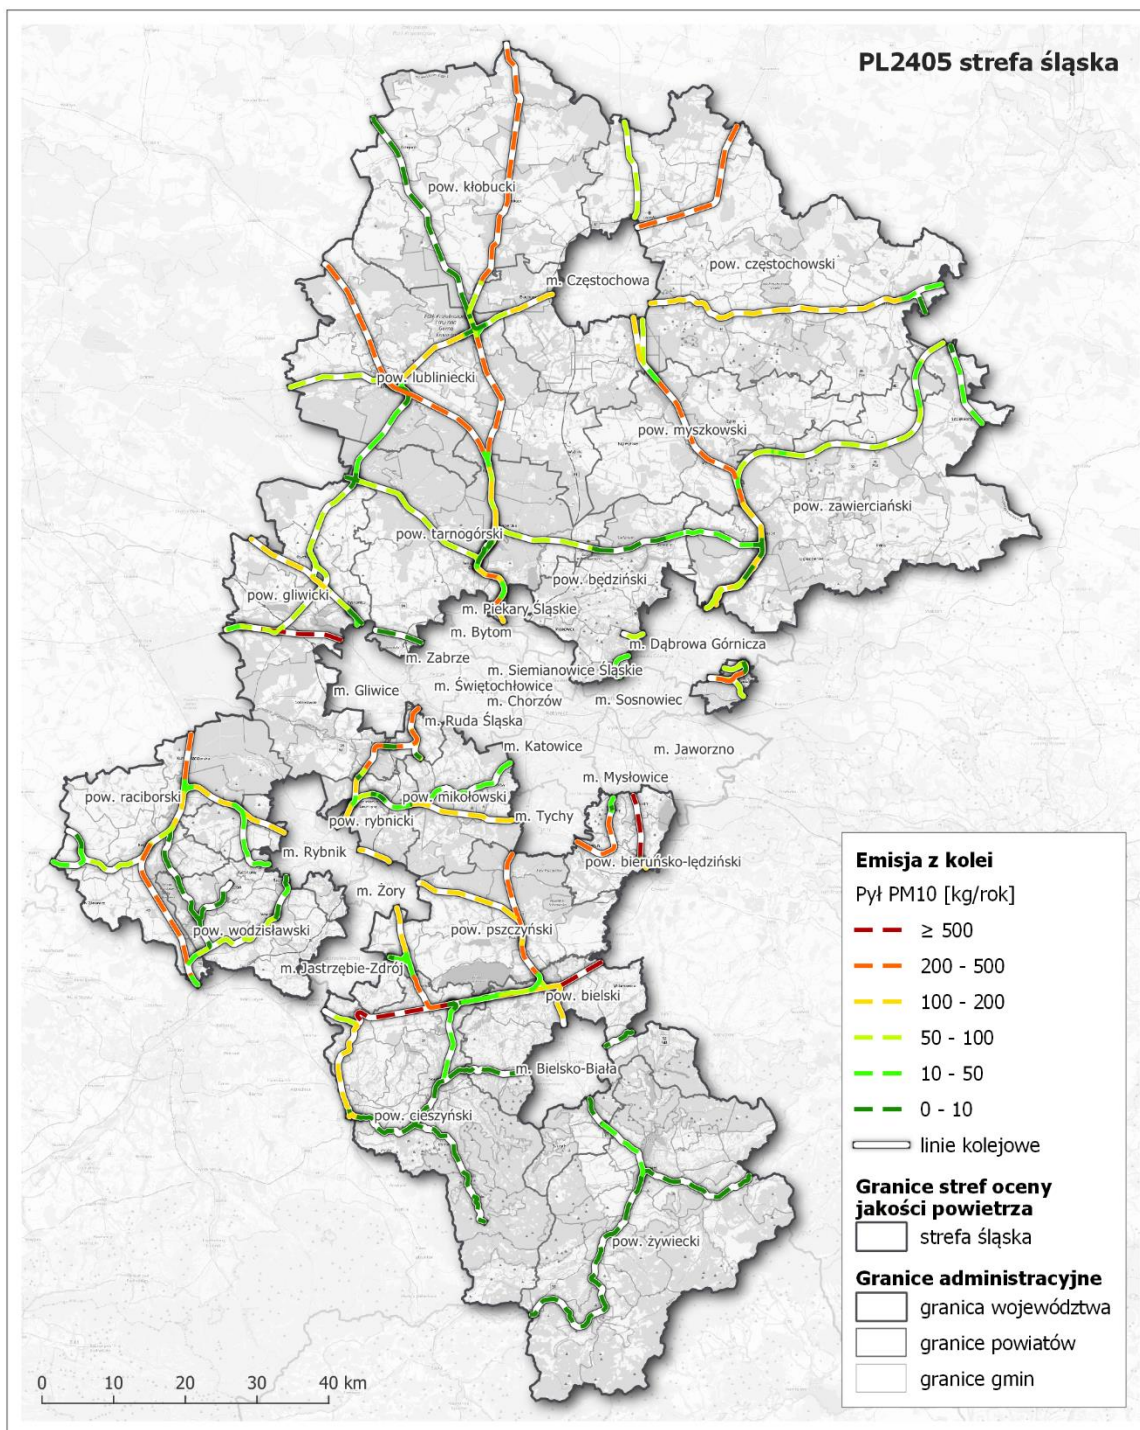 PL2405 strefa śląska
pow. kłobucki
pow. częstochowski
m. Częstochowa
pow. lubliniecki
pow. myszkowski
pow. zawierciański
pow. tarnogórski
pow. będziński
pow. gliwicki
m. Piekary Śląskie
m. Bytom
m. Dąbrowa Górnicza
m. Zabrze
m. Siemianowice Śląskie
m. Świętochłowice
m. Gliwice
m. Chorzów
m. Sosnowiec
m. Ruda Śląska
m. Katowice
m. Jaworzno
m. Mysłowice
pow. raciborski
pow. mikołowski
pow. rybnicki
m. Tychy
m. Rybnik
pow. bieruńsko-lędziński
m. Żory
pow. wodzisławski
pow. pszczyński
m. Jastrzębie-Zdrój
pow. bielski
m. Bielsko-Biała
pow. cieszyński
pow. żywiecki
Emisja z kolei
Pył PM10 [kg/rok]
≥ 500
200 - 500
100 - 200
50 - 100
10 - 50
0 - 10
linie kolejowe
Granice stref oceny
jakości powietrza
strefa śląska
Granice administracyjne
granica województwa
granice powiatów
granice gmin
0 10 20 30 40 km